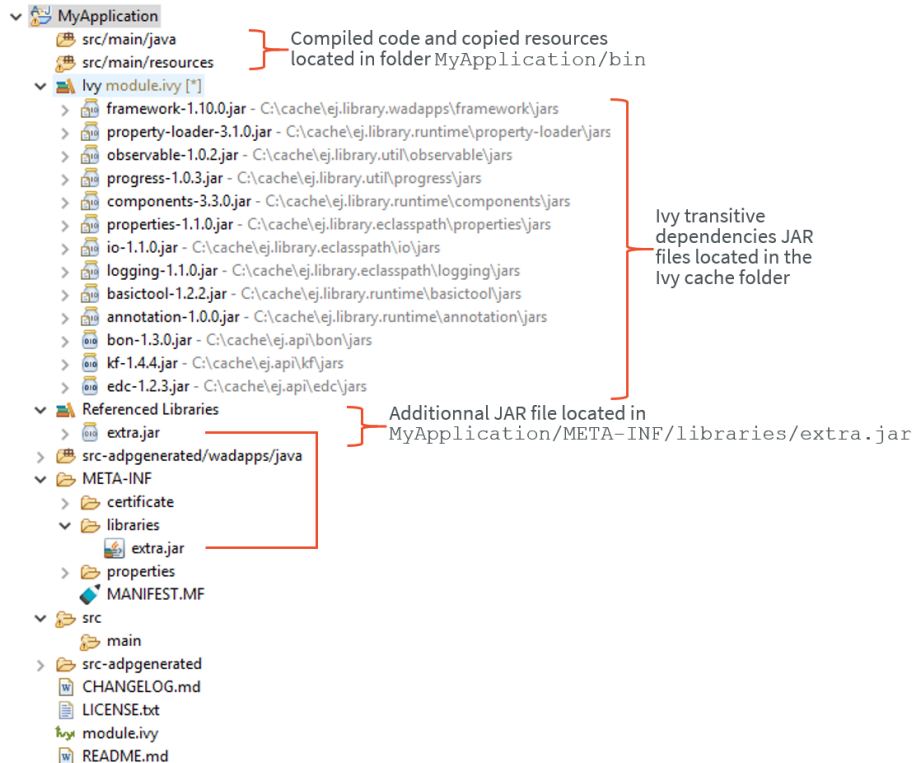 MyApplication
src/main/java
src/main/resources
Compiled code and copied resources
located in folder MyApplication/bin
Ivy module.ivy [*]
framework-1.10.0.jar - C:\cache\ej.library.wadapps\framework\jars
property-loader-3.1.0.jar - C:\cache\ej.library.runtime\property-loader\jars
observable-1.0.2.jar - C:\cache\ej.library.util\observable\jars
progress-1.0.3.jar - C:\cache\ej.library.util\progress\jars
components-3.3.0.jar - C:\cache\ej.library.runtime\components\jars
properties-1.1.0.jar - C:\cache\ej.library.eclasspath\properties\jars
io-1.1.0.jar - C:\cache\ej.library.eclasspath\io\jars
logging-1.1.0.jar - C:\cache\ej.library.eclasspath\logging\jars
basictool-1.2.2.jar - C:\cache\ej.library.runtime\basictool\jars
annotation-1.0.0.jar - C:\cache\ej.library.runtime\annotation\jars
bon-1.3.0.jar - C:\cache\ej.api\bon\jars
kf-1.4.4.jar - C:\cache\ej.api\kf\jars
edc-1.2.3.jar - C:\cache\ej.api\edc\jars
Ivy transitive
dependencies JAR
files located in the
Ivy cache folder
Referenced Libraries
extra.jar
Additionnal JAR file located in
MyApplication/META-INF/libraries/extra.jar
src-adpgenerated/wadapps/java
META-INF
certificate
libraries
extra.jar
properties
MANIFEST.MF
src
main
src-adpgenerated
CHANGELOG.md
LICENSE.txt
module.ivy
README.md